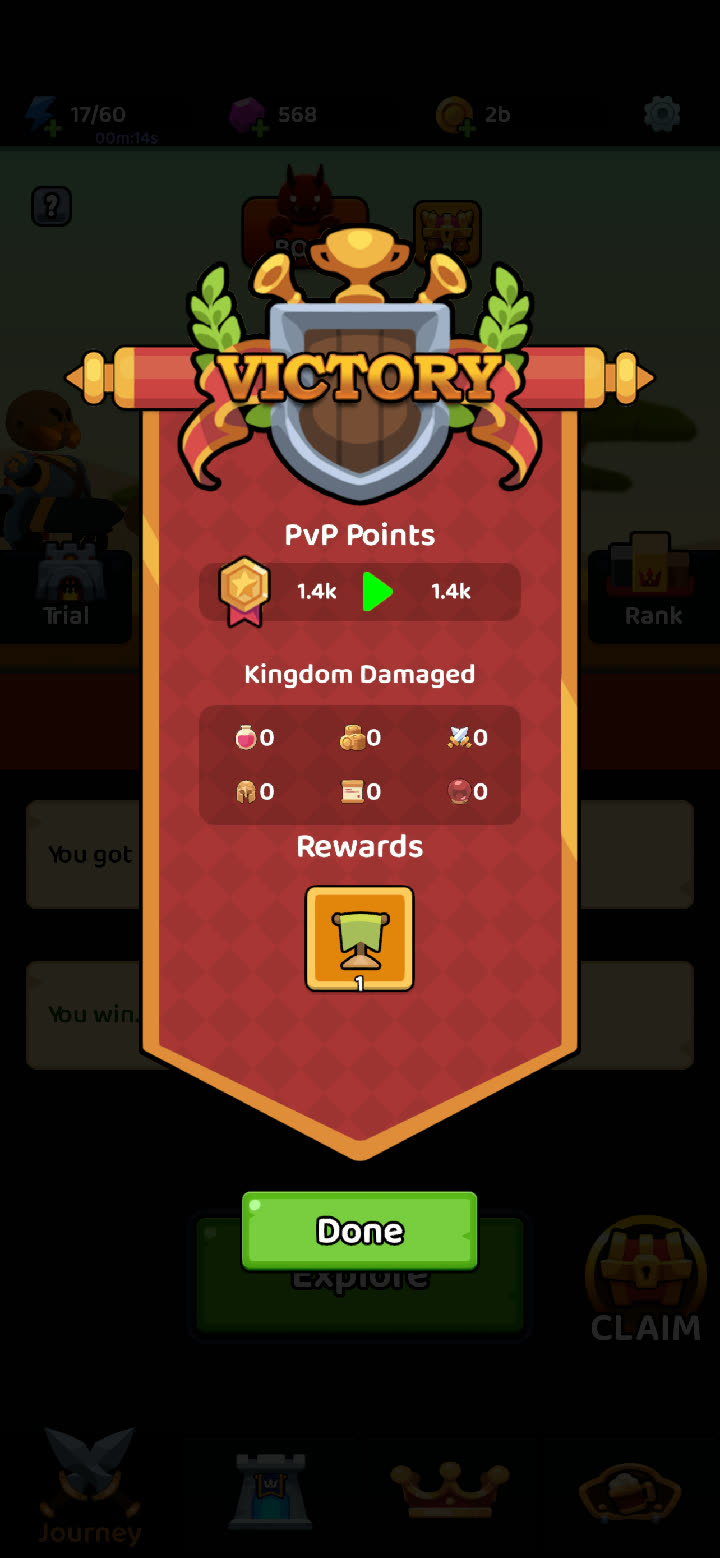 17/60
568
2b
00m:14s
?
VICTORY
PvP Points
1.4k
1.4k
Trial
Rank
Kingdom Damaged
0
0
0
0
0
0
Rewards
You got
1
You win.
Done
Explore
CLAIM
Journey